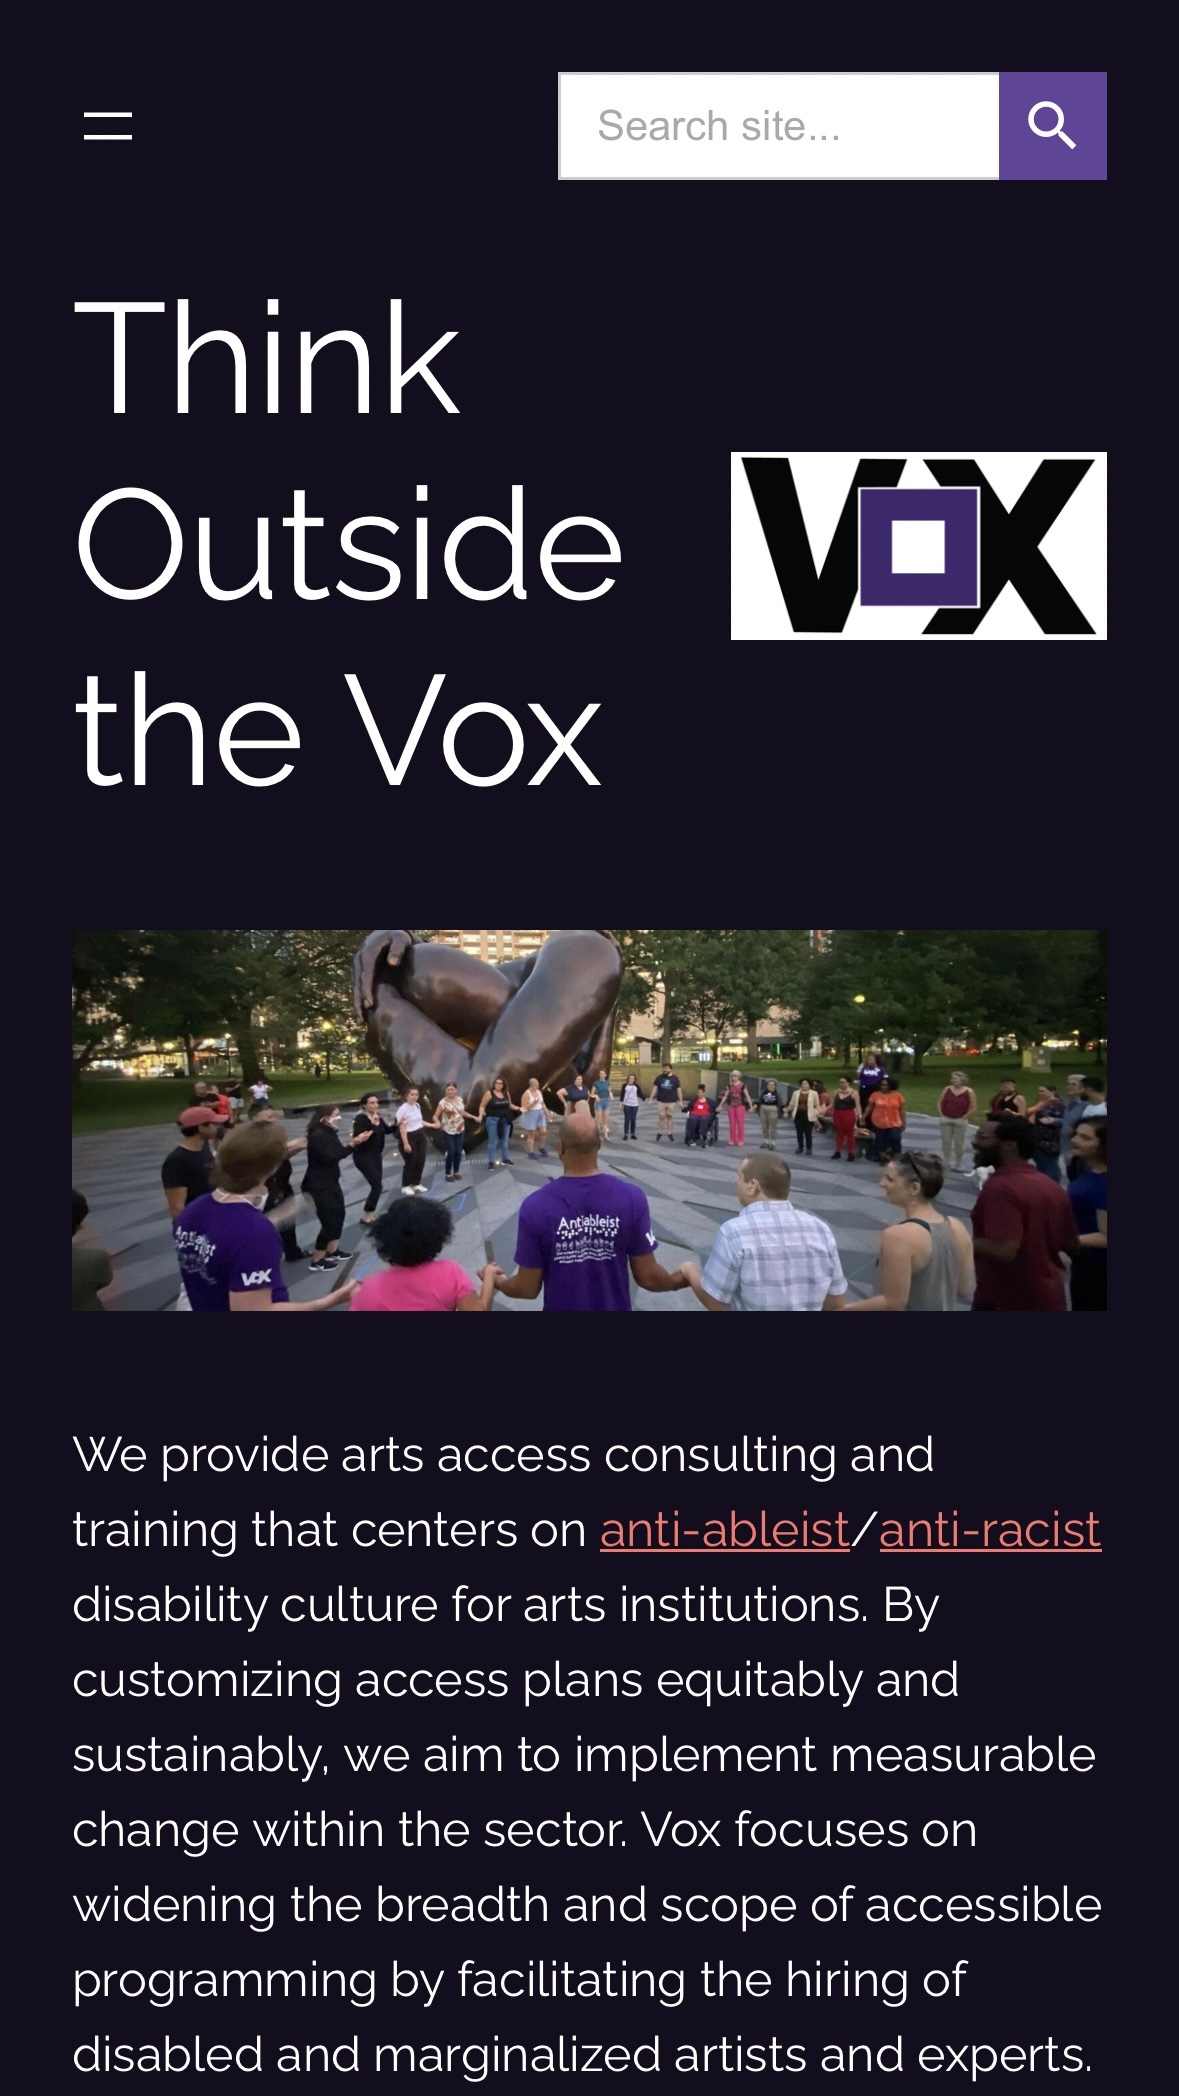 Search site...
Think
Outside
the Vox
VOX
Antiableist
VOX
Antiableist
We provide arts access consulting and
training that centers on anti-ableist/anti-racist
disability culture for arts institutions. By
customizing access plans equitably and
sustainably, we aim to implement measurable
change within the sector. Vox focuses on
widening the breadth and scope of accessible
programming by facilitating the hiring of
disabled and marginalized artists and experts.